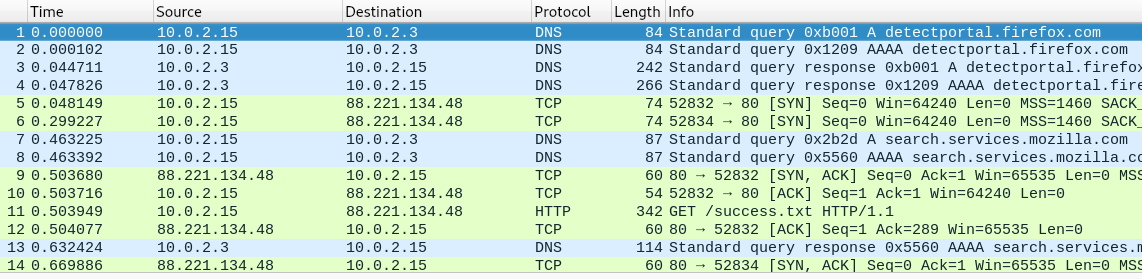 Time Source Destination Protocol Length Info
1 0.000000 10.0.2.15 10.0.2.3 DNS 84 Standard query 0xb001 A detectportal.firefox.com
2 0.000102 10.0.2.15 10.0.2.3 DNS 84 Standard query 0x1209 AAAA detectportal.firefox.com
3 0.044711 10.0.2.3 10.0.2.15 DNS 242 Standard query response 0xb001 A detectportal.firefox
4 0.047826 10.0.2.3 10.0.2.15 DNS 266 Standard query response 0x1209 AAAA detectportal.fire
5 0.048149 10.0.2.15 88.221.134.48 TCP 74 52832 → 80 [SYN] Seq=0 Win=64240 Len=0 MSS=1460 SACK_
6 0.299227 10.0.2.15 88.221.134.48 TCP 74 52834 → 80 [SYN] Seq=0 Win=64240 Len=0 MSS=1460 SACK_
7 0.463225 10.0.2.15 10.0.2.3 DNS 87 Standard query 0x2b2d A search.services.mozilla.com
8 0.463392 10.0.2.15 10.0.2.3 DNS 87 Standard query 0x5560 AAAA search.services.mozilla.co
9 0.503680 88.221.134.48 10.0.2.15 TCP 60 80 → 52832 [SYN, ACK] Seq=0 Ack=1 Win=65535 Len=0 MSS
10 0.503716 10.0.2.15 88.221.134.48 TCP 54 52832 → 80 [ACK] Seq=1 Ack=1 Win=64240 Len=0
11 0.503949 10.0.2.15 88.221.134.48 HTTP 342 GET /success.txt HTTP/1.1
12 0.504077 88.221.134.48 10.0.2.15 TCP 60 80 → 52832 [ACK] Seq=1 Ack=289 Win=65535 Len=0
13 0.632424 10.0.2.3 10.0.2.15 DNS 114 Standard query response 0x5560 AAAA search.services.m
14 0.669886 88.221.134.48 10.0.2.15 TCP 60 80 → 52834 [SYN, ACK] Seq=0 Ack=1 Win=65535 Len=0 MSS